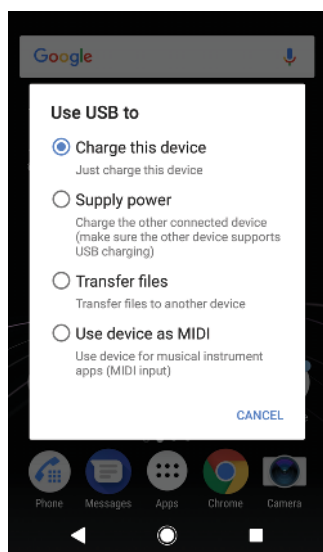 Google
Use USB to
Charge this device
Just charge this device
Supply power
Charge the other connected device
(make sure the other device supports
USB charging)
Transfer files
Transfer files to another device
Use device as MIDI
Use device for musical instrument
apps (MIDI input)
CANCEL
Phone Messages Apps Chrome Camera